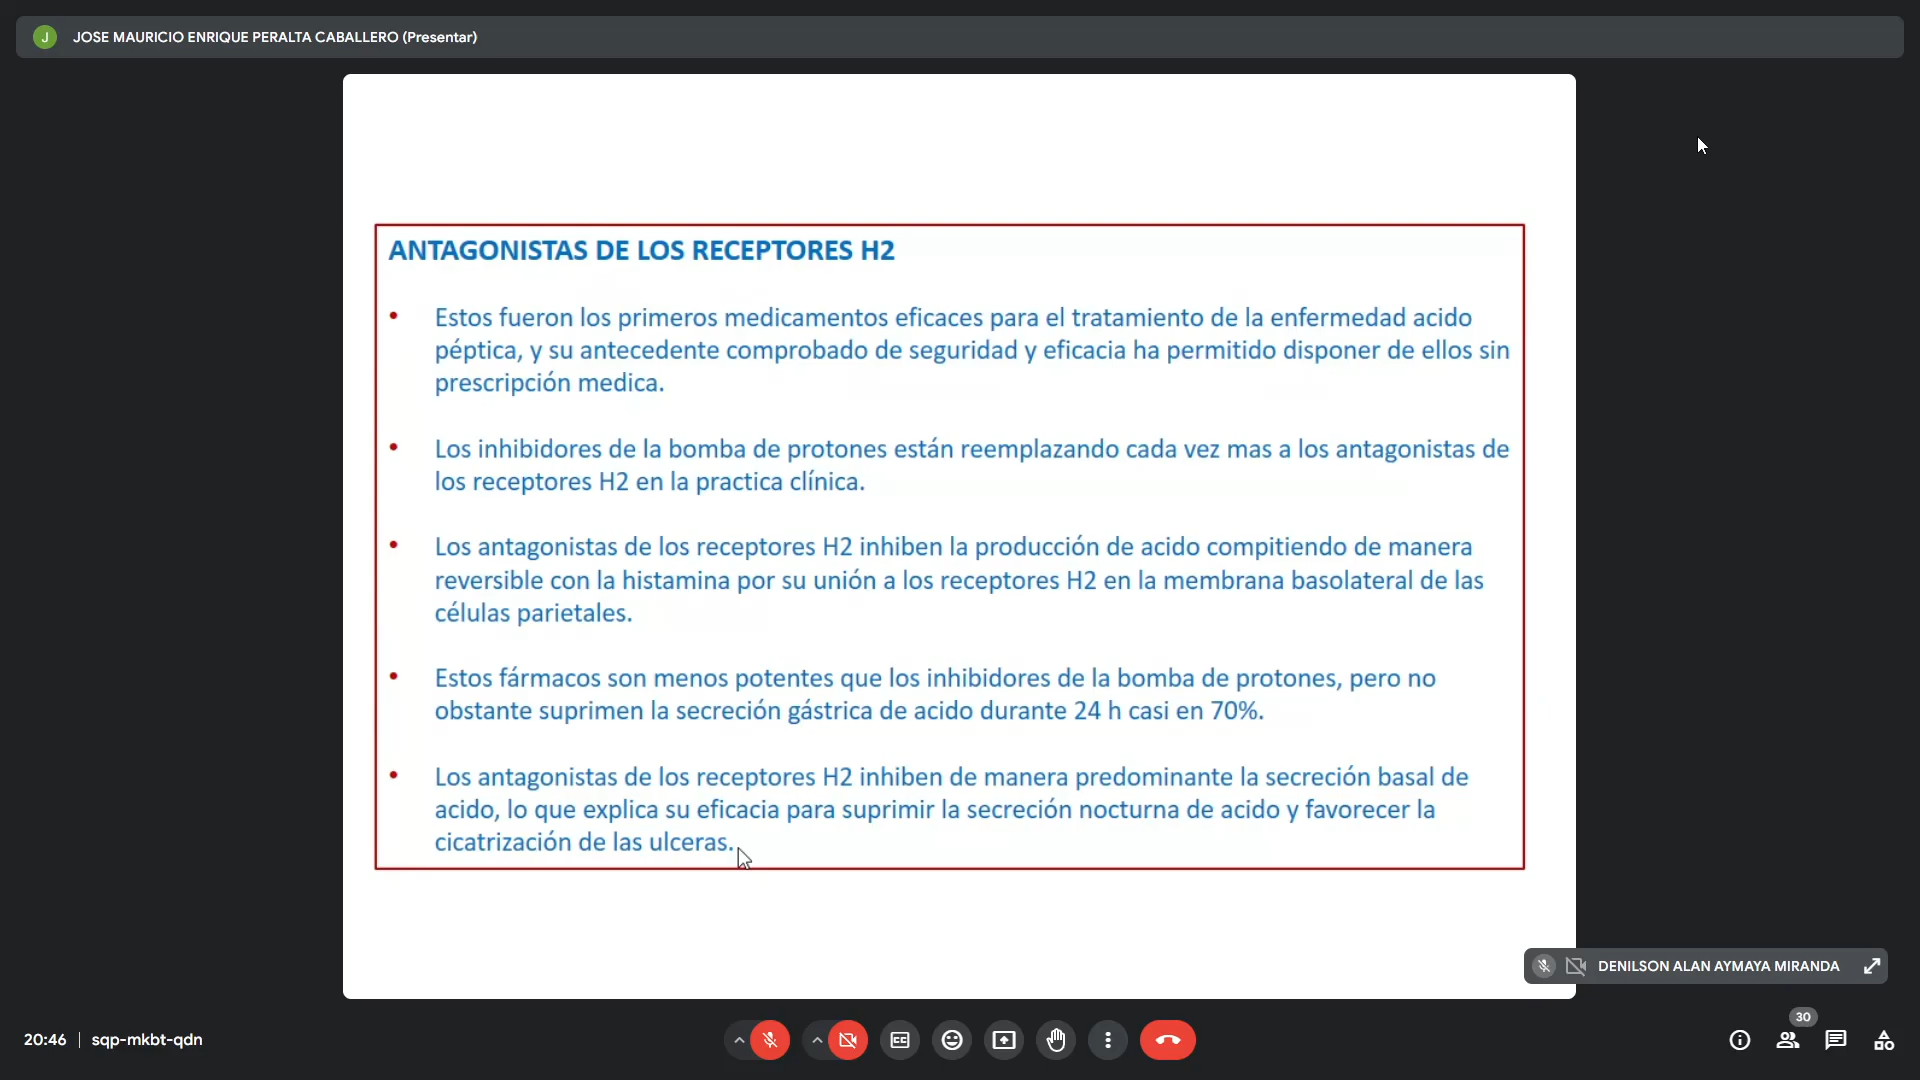 J JOSE MAURICIO ENRIQUE PERALTA CABALLERO (Presentar)
ANTAGONISTAS DE LOS RECEPTORES H2
• Estos fueron los primeros medicamentos eficaces para el tratamiento de la enfermedad acido
péptica, y su antecedente comprobado de seguridad y eficacia ha permitido disponer de ellos sin
prescripción medica.
• Los inhibidores de la bomba de protones están reemplazando cada vez mas a los antagonistas de
los receptores H2 en la practica clínica.
• Los antagonistas de los receptores H2 inhiben la producción de acido compitiendo de manera
reversible con la histamina por su unión a los receptores H2 en la membrana basolateral de las
células parietales.
• Estos fármacos son menos potentes que los inhibidores de la bomba de protones, pero no
obstante suprimen la secreción gástrica de acido durante 24 h casi en 70%.
• Los antagonistas de los receptores H2 inhiben de manera predominante la secreción basal de
acido, lo que explica su eficacia para suprimir la secreción nocturna de acido y favorecer la
cicatrización de las ulceras.
DENILSON ALAN AYMAYA MIRANDA
20:46 | sqp-mkbt-qdn
CC
30